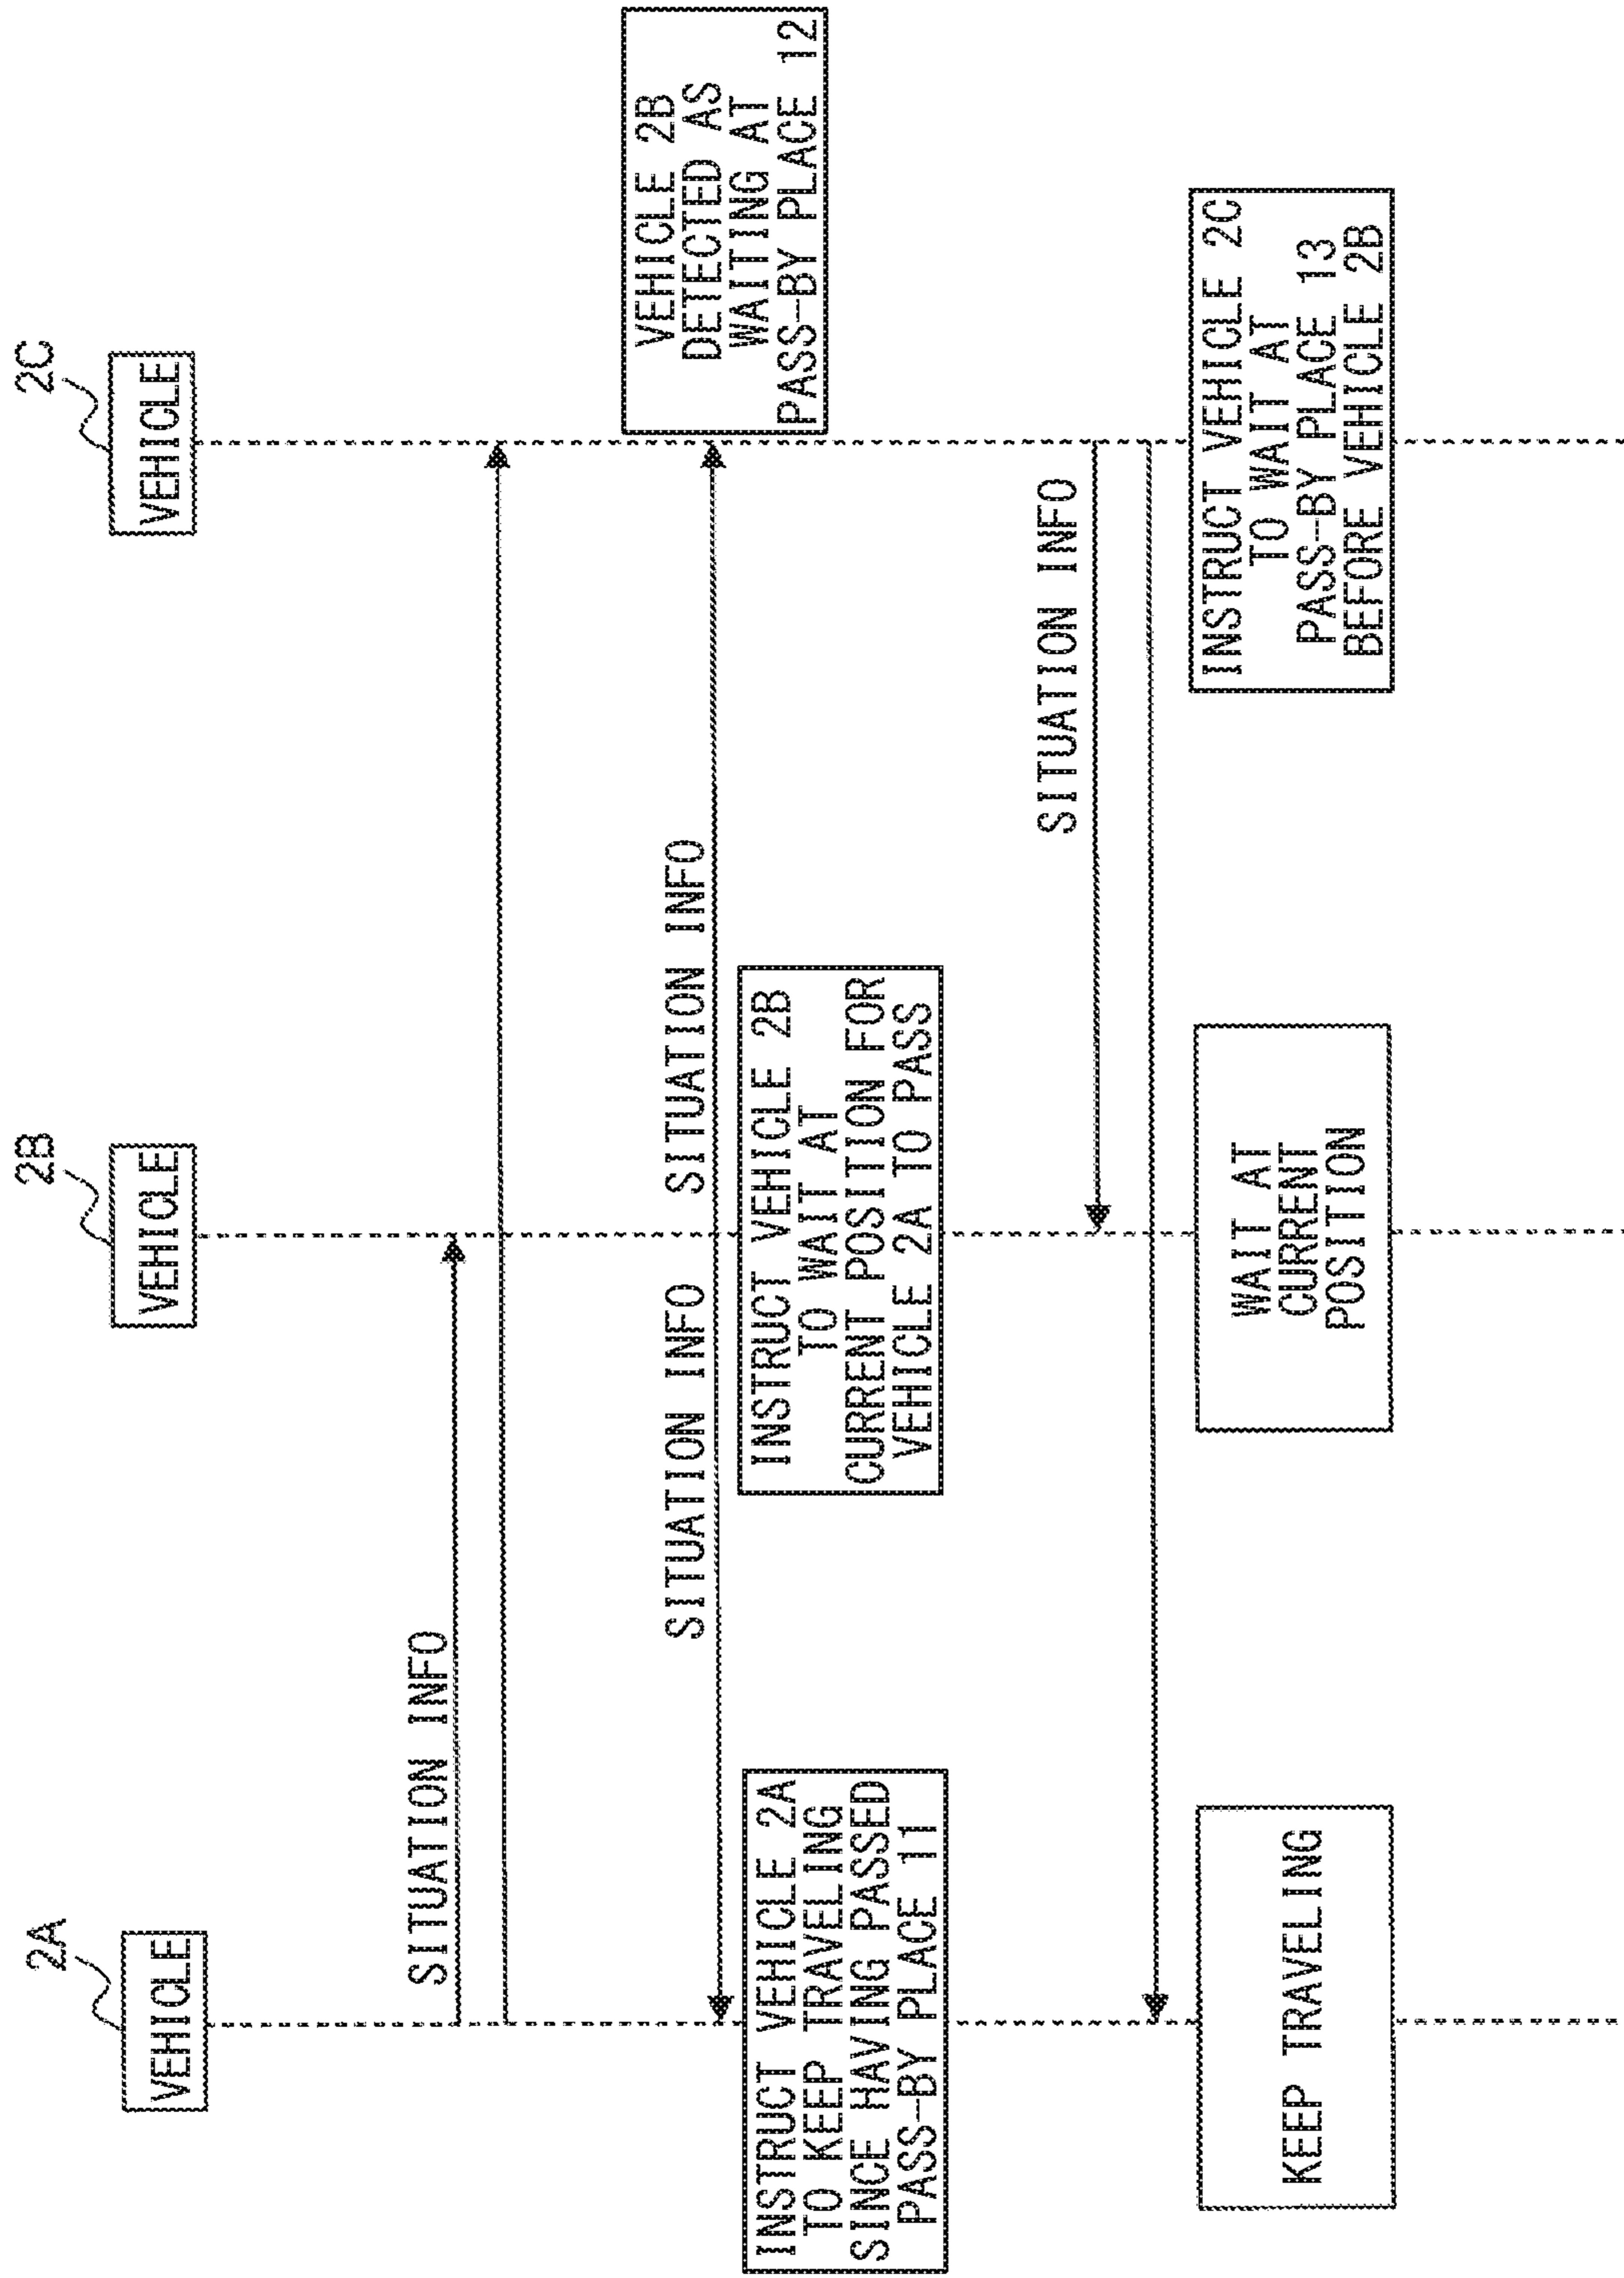 2A
VEHICLE
2B
VEHICLE
2C
VEHICLE
SITUATION INFO
SITUATION INFO
SITUATION INFO
VEHICLE 2B
DETECTED AS
WAITING AT
PASS-BY PLACE 12
INSTRUCT VEHICLE 2A
TO KEEP TRAVELING
SINCE HAVING PASSED
PASS-BY PLACE 11
INSTRUCT VEHICLE 2B
TO WAIT AT
CURRENT POSITION FOR
VEHICLE 2A TO PASS
SITUATION INFO
KEEP TRAVELING
WAIT AT
CURRENT
POSITION
INSTRUCT VEHICLE 2C
TO WAIT AT
PASS-BY PLACE 13
BEFORE VEHICLE 2B